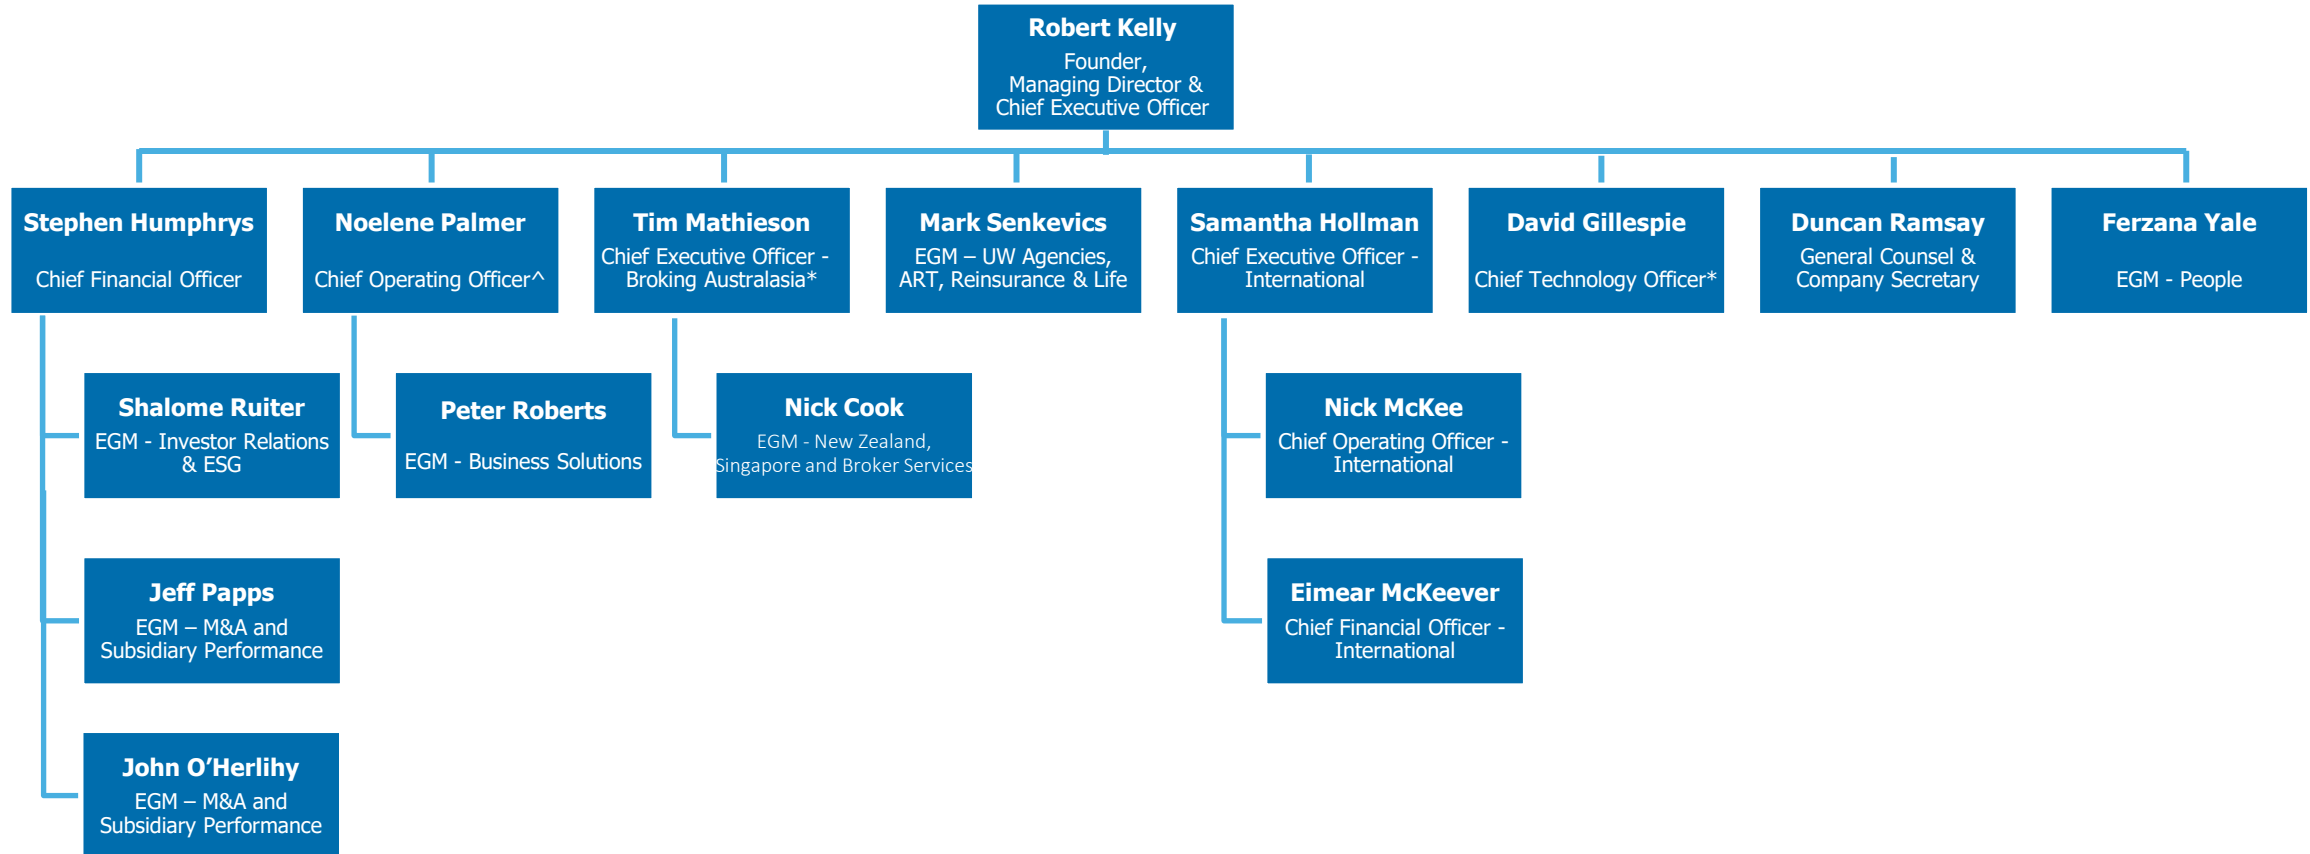 Robert Kelly
Founder,
Managing Director &
Chief Executive Officer
Stephen Humphrys
Chief Financial Officer
Noelene Palmer
Chief Operating Officer^
Tim Mathieson
Chief Executive Officer -
Broking Australasia*
Mark Senkevics
EGM – UW Agencies,
ART, Reinsurance & Life
Samantha Hollman
Chief Executive Officer -
International
David Gillespie
Chief Technology Officer*
Duncan Ramsay
General Counsel &
Company Secretary
Ferzana Yale
EGM - People
Shalome Ruiter
EGM - Investor Relations
& ESG
Peter Roberts
EGM - Business Solutions
Nick Cook
EGM - New Zealand,
Singapore and Broker Services
Nick McKee
Chief Operating Officer -
International
Jeff Papps
EGM – M&A and
Subsidiary Performance
Eimear McKeever
Chief Financial Officer -
International
John O’Herlihy
EGM – M&A and
Subsidiary Performance